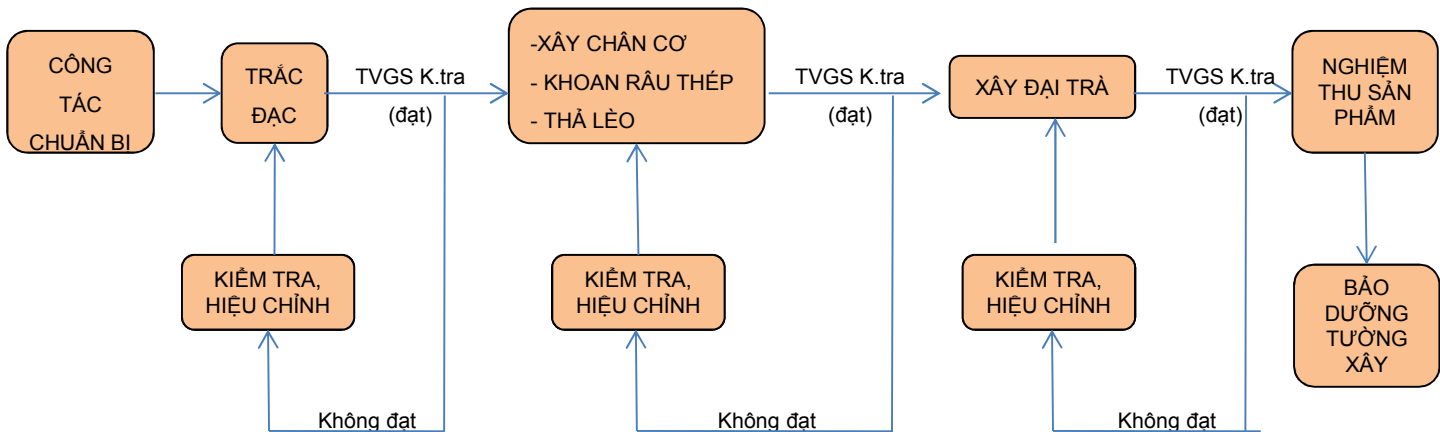 CÔNG
TÁC
CHUẨN BỊ
TRẮC
ĐẠC
TVGS K.tra
(đạt)
-XÂY CHÂN CƠ
- KHOAN RÂU THÉP
- THẢ LÈO
TVGS K.tra
(đạt)
XÂY ĐẠI TRÀ
TVGS K.tra
(đạt)
NGHIỆM
THU SẢN
PHẨM
KIỂM TRA,
HIỆU CHỈNH
KIỂM TRA,
HIỆU CHỈNH
KIỂM TRA,
HIỆU CHỈNH
BẢO
DƯỠNG
TƯỜNG
XÂY
Không đạt
Không đạt
Không đạt